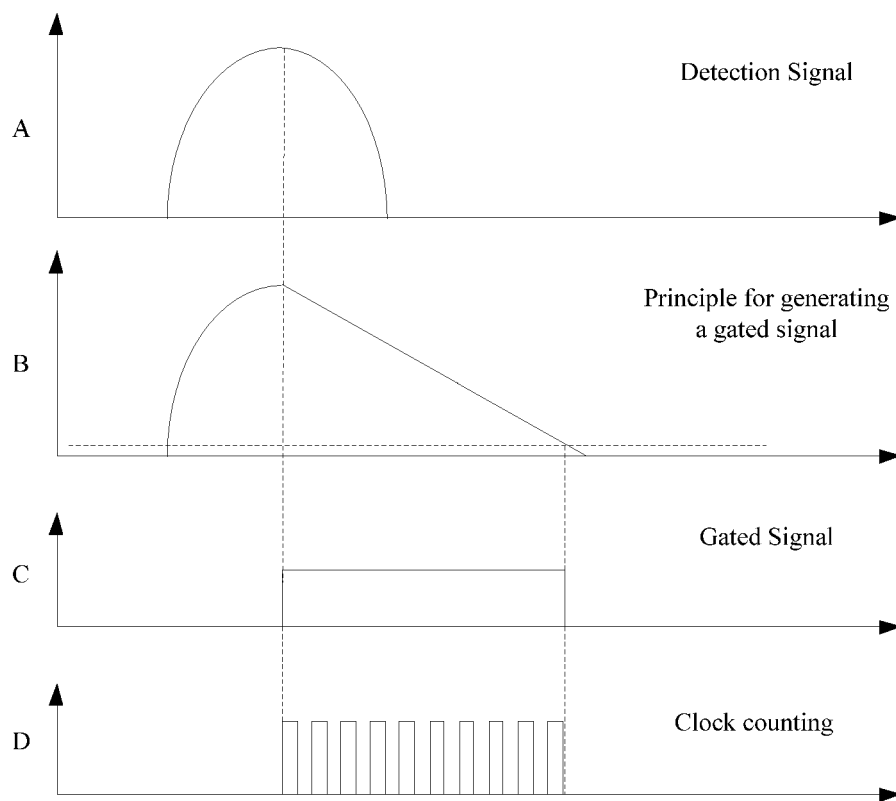 Detection Signal
A
Principle for generating
a gated signal
B
Gated Signal
C
Clock counting
D